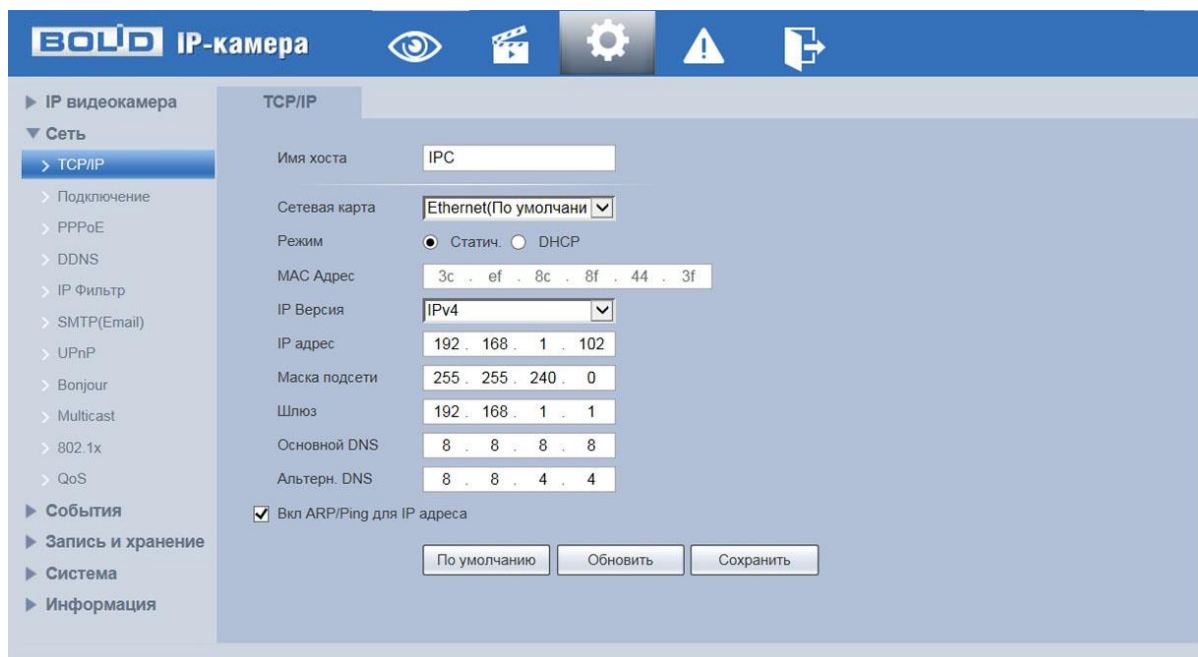 BOLID IP-камера
IP видеокамера
Сеть
TCP/IP
Подключение
PPPoE
DDNS
IP Фильтр
SMTP(Email)
UPnP
Bonjour
Multicast
802.1x
QoS
События
Запись и хранение
Система
Информация
TCP/IP
Имя хоста IPC
Сетевая карта Ethernet(По умолчани
Режим Статич. DHCP
MAC Адрес 3c . ef . 8c . 8f . 44 . 3f
IP Версия IPv4
IP адрес 192 . 168 . 1 . 102
Маска подсети 255 . 255 . 240 . 0
Шлюз 192 . 168 . 1 . 1
Основной DNS 8 . 8 . 8 . 8
Альтерн. DNS 8 . 8 . 4 . 4
Вкл ARP/Ping для IP адреса
По умолчанию Обновить Сохранить